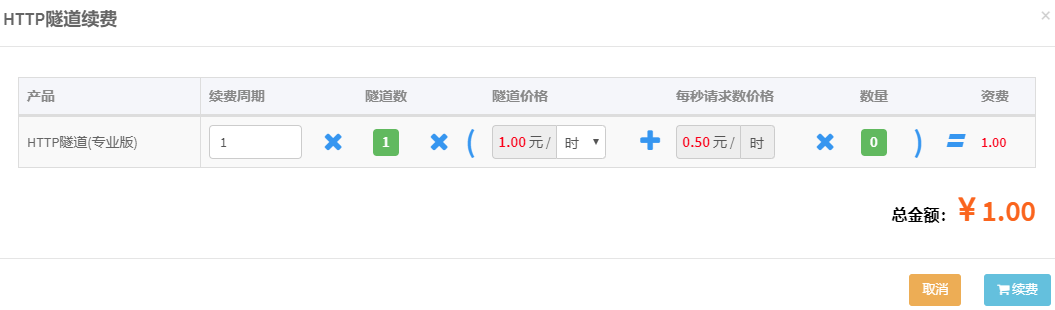 HTTP隧道续费 ×
产品 续费周期 隧道数 隧道价格 每秒请求数价格 数量 资费
HTTP隧道(专业版) 1 × 1 × ( 1.00 元 / 时 + 0.50 元 / 时 × 0 ) = 1.00
总金额: ¥ 1.00
取消 续费